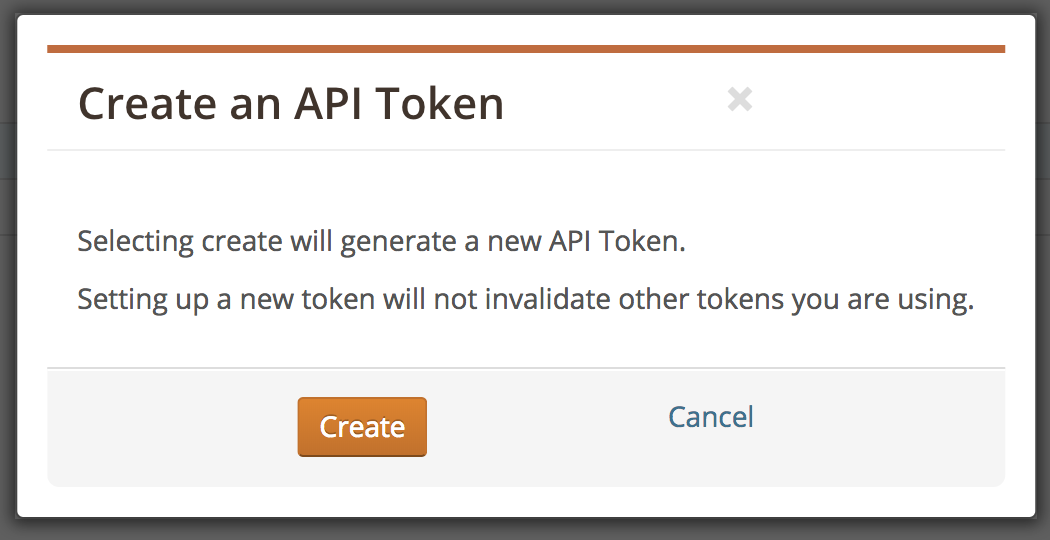 Create an API Token
Selecting create will generate a new API Token.
Setting up a new token will not invalidate other tokens you are using.
Create
Cancel